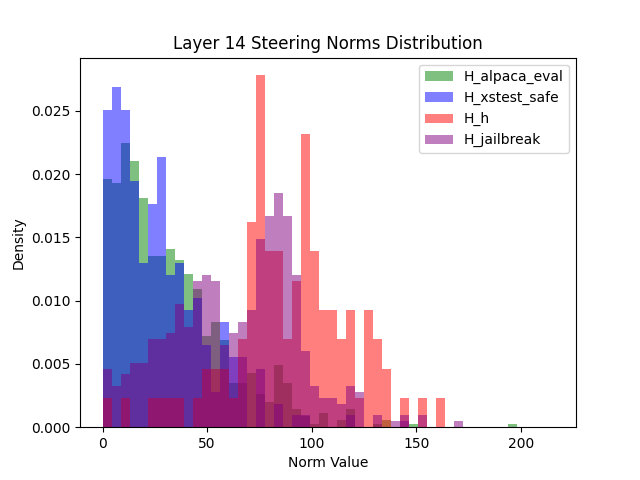 Layer 14 Steering Norms Distribution
H_alpaca_eval
H_xstest_safe
H_h
H_jailbreak
0.025
0.020
0.015
0.010
0.005
0.000
Density
0
50
100
150
200
Norm Value